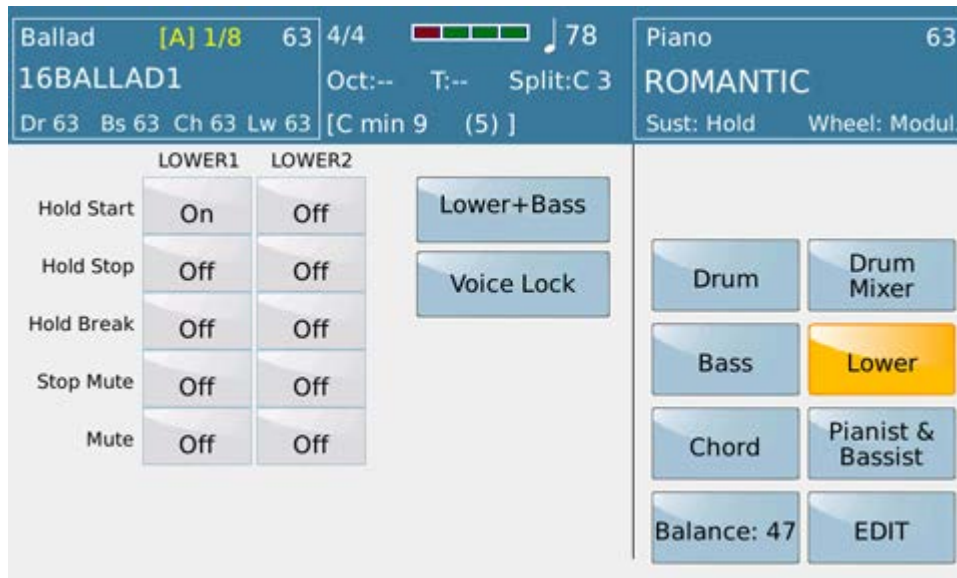 Ballad [A] 1/8 63 4/4 78 Piano 63
16BALLAD1 Oct:-- T:-- Split:C 3 ROMANTIC
Dr 63 Bs 63 Ch 63 Lw 63 [C min 9 (5) ] Sust: Hold Wheel: Modul.
LOWER1 LOWER2
Hold Start On Off
Hold Stop Off Off
Hold Break Off Off
Stop Mute Off Off
Mute Off Off
Lower+Bass
Voice Lock
Drum
Drum
Mixer
Bass
Lower
Chord
Pianist &
Bassist
Balance: 47
EDIT